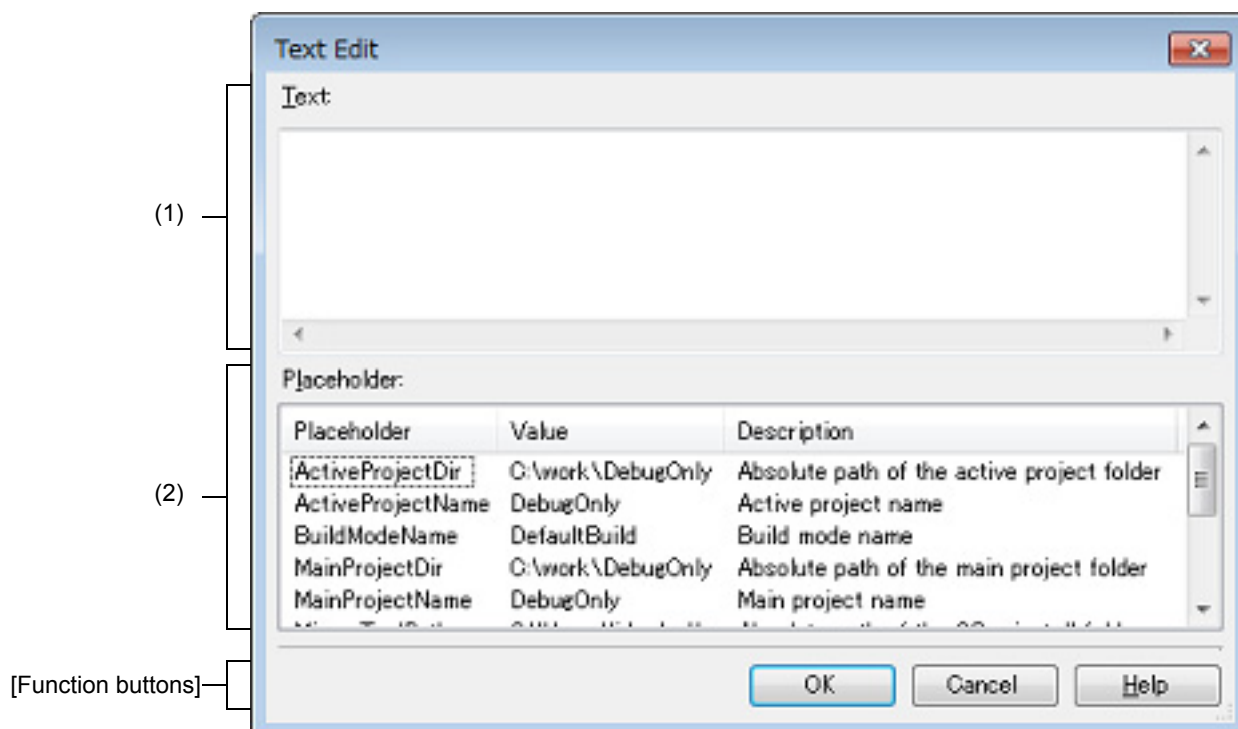 Text Edit
Text:
(1)
Placeholder:
Placeholder Value Description
ActiveProjectDir C:\work\DebugOnly Absolute path of the active project folder
ActiveProjectName DebugOnly Active project name
(2)
BuildModeName DefaultBuild Build mode name
MainProjectDir C:\work\DebugOnly Absolute path of the main project folder
MainProjectName DebugOnly Main project name
[Function buttons]
OK Cancel Help